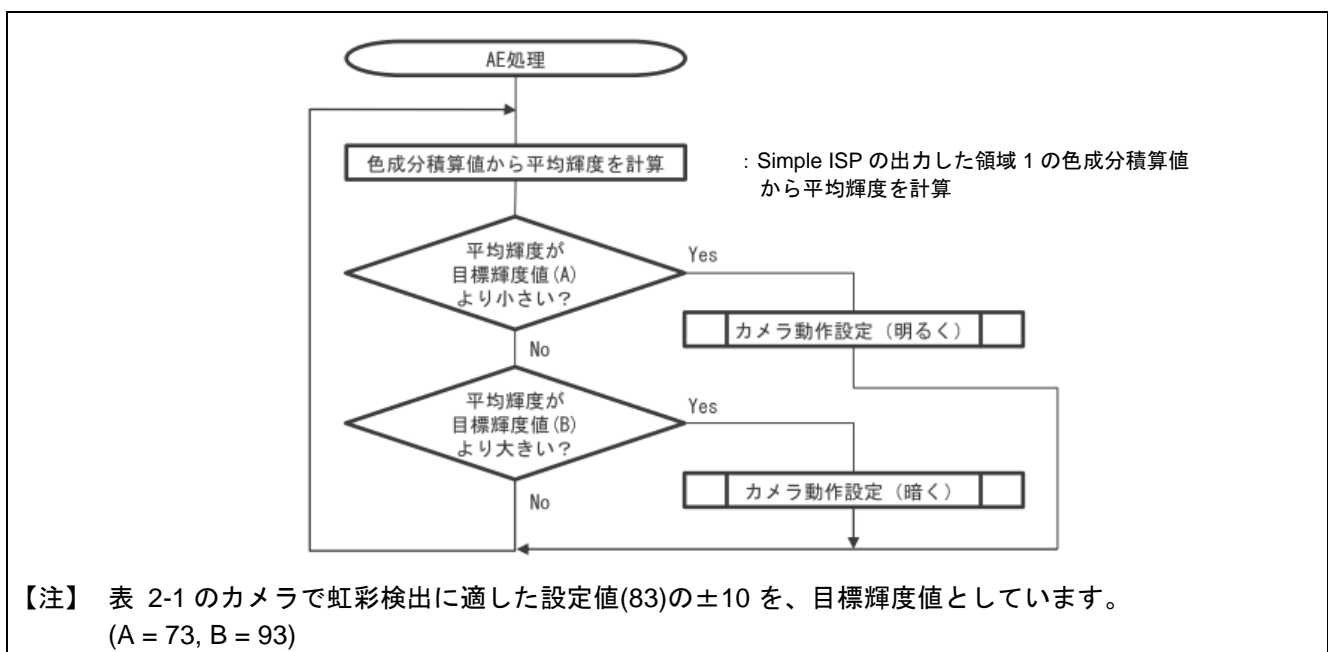 AE処理
色成分積算値から平均輝度を計算
：Simple ISP の出力した領域 1 の色成分積算値
から平均輝度を計算
平均輝度が
目標輝度値(A)
より小さい？
Yes
カメラ動作設定（明るく）
No
平均輝度が
目標輝度値(B)
より大きい？
Yes
カメラ動作設定（暗く）
No
【注】 表 2-1 のカメラで虹彩検出に適した設定値(83)の±10 を、目標輝度値としています。
(A = 73, B = 93)